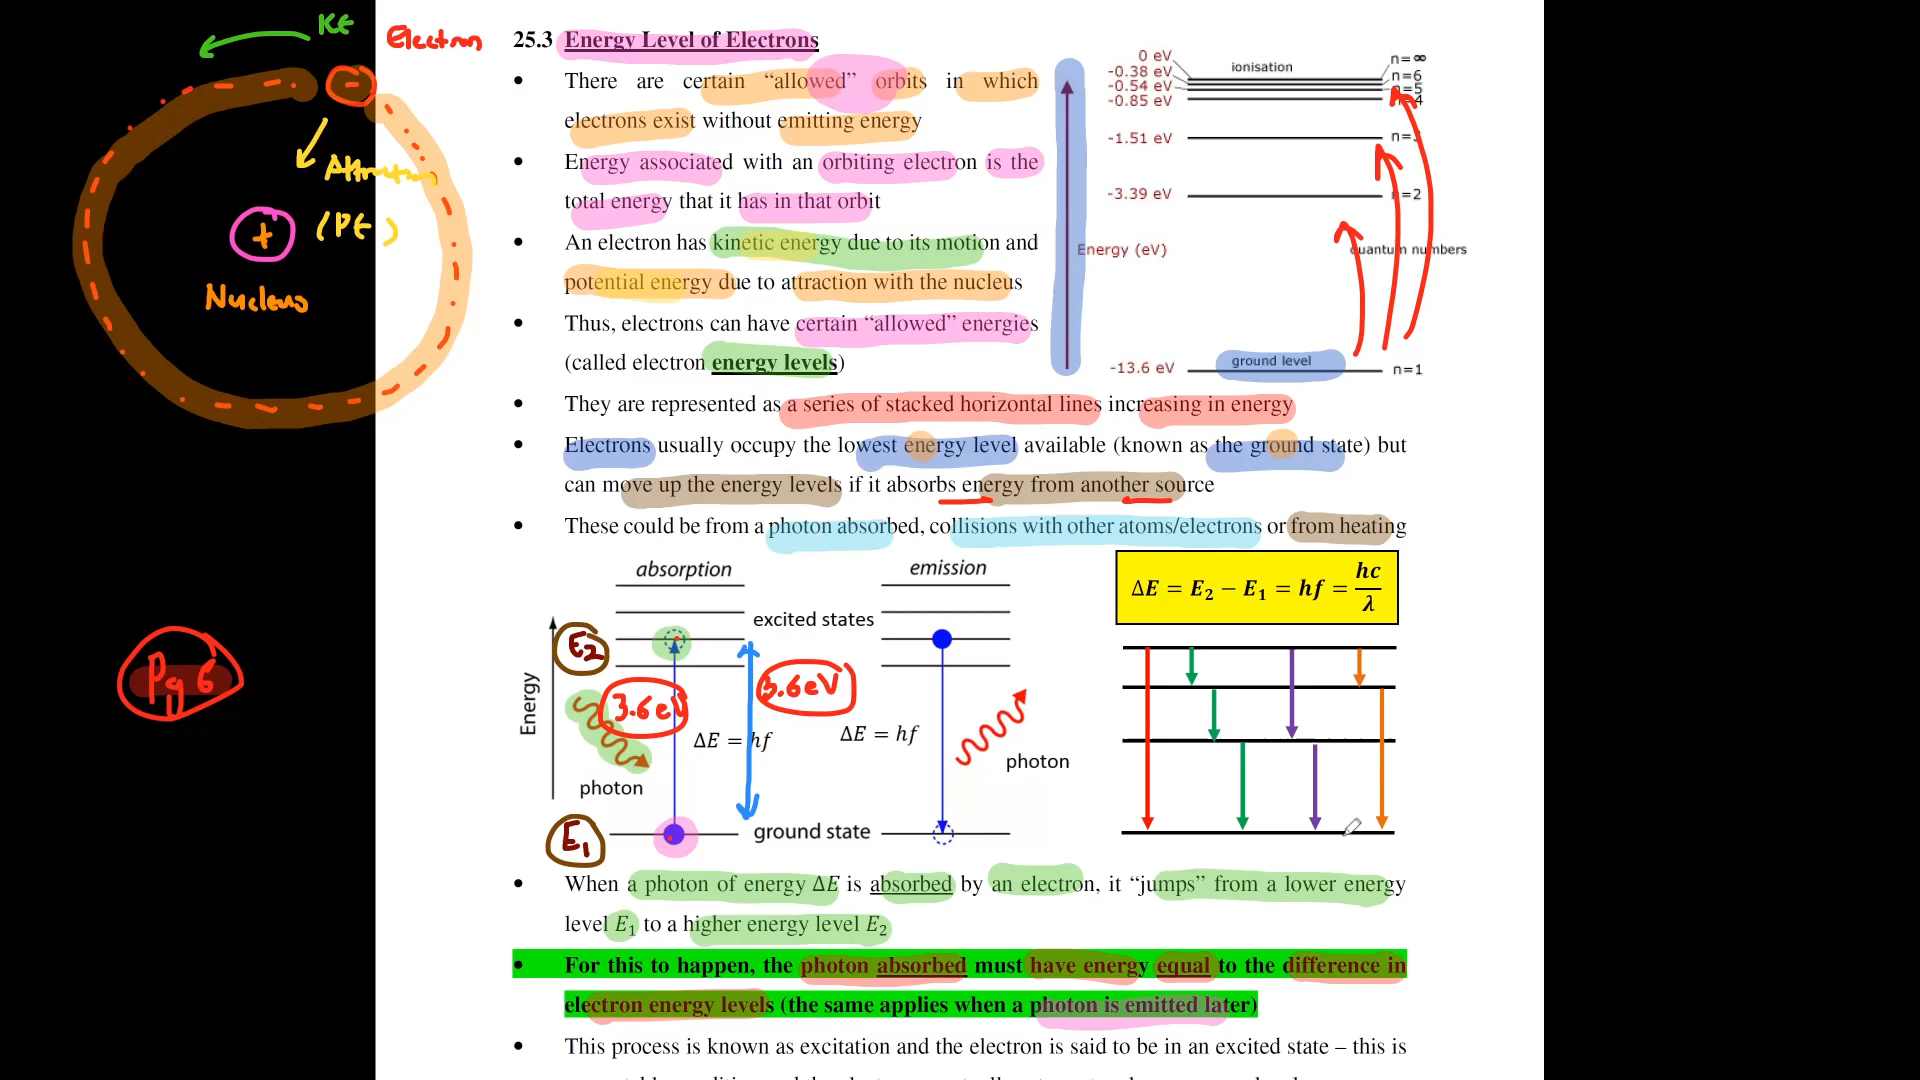 KE
Electron
Attraction
(PE)
+
Nucleus
Pg 6
25.3 Energy Level of Electrons
• There are certain “allowed” orbits in which
electrons exist without emitting energy
• Energy associated with an orbiting electron is the
total energy that it has in that orbit
• An electron has kinetic energy due to its motion and
potential energy due to attraction with the nucleus
• Thus, electrons can have certain “allowed” energies
(called electron energy levels)
0 eV
-0.38 eV
-0.54 eV
-0.85 eV
-1.51 eV
-3.39 eV
Energy (eV)
-13.6 eV
ionisation
ground level
n=∞
n=6
n=5
n=4
n=3
n=2
quantum numbers
n=1
• They are represented as a series of stacked horizontal lines increasing in energy
• Electrons usually occupy the lowest energy level available (known as the ground state) but
can move up the energy levels if it absorbs energy from another source
• These could be from a photon absorbed, collisions with other atoms/electrons or from heating
absorption
emission
excited states
E2
3.6eV
3.6eV
Energy
ΔE = hf
ΔE = hf
photon
photon
E1
ground state
ΔE = E₂ − E₁ = hf = hc/λ
• When a photon of energy ΔE is absorbed by an electron, it “jumps” from a lower energy
level E₁ to a higher energy level E₂
• For this to happen, the photon absorbed must have energy equal to the difference in
electron energy levels (the same applies when a photon is emitted later)
• This process is known as excitation and the electron is said to be in an excited state – this is